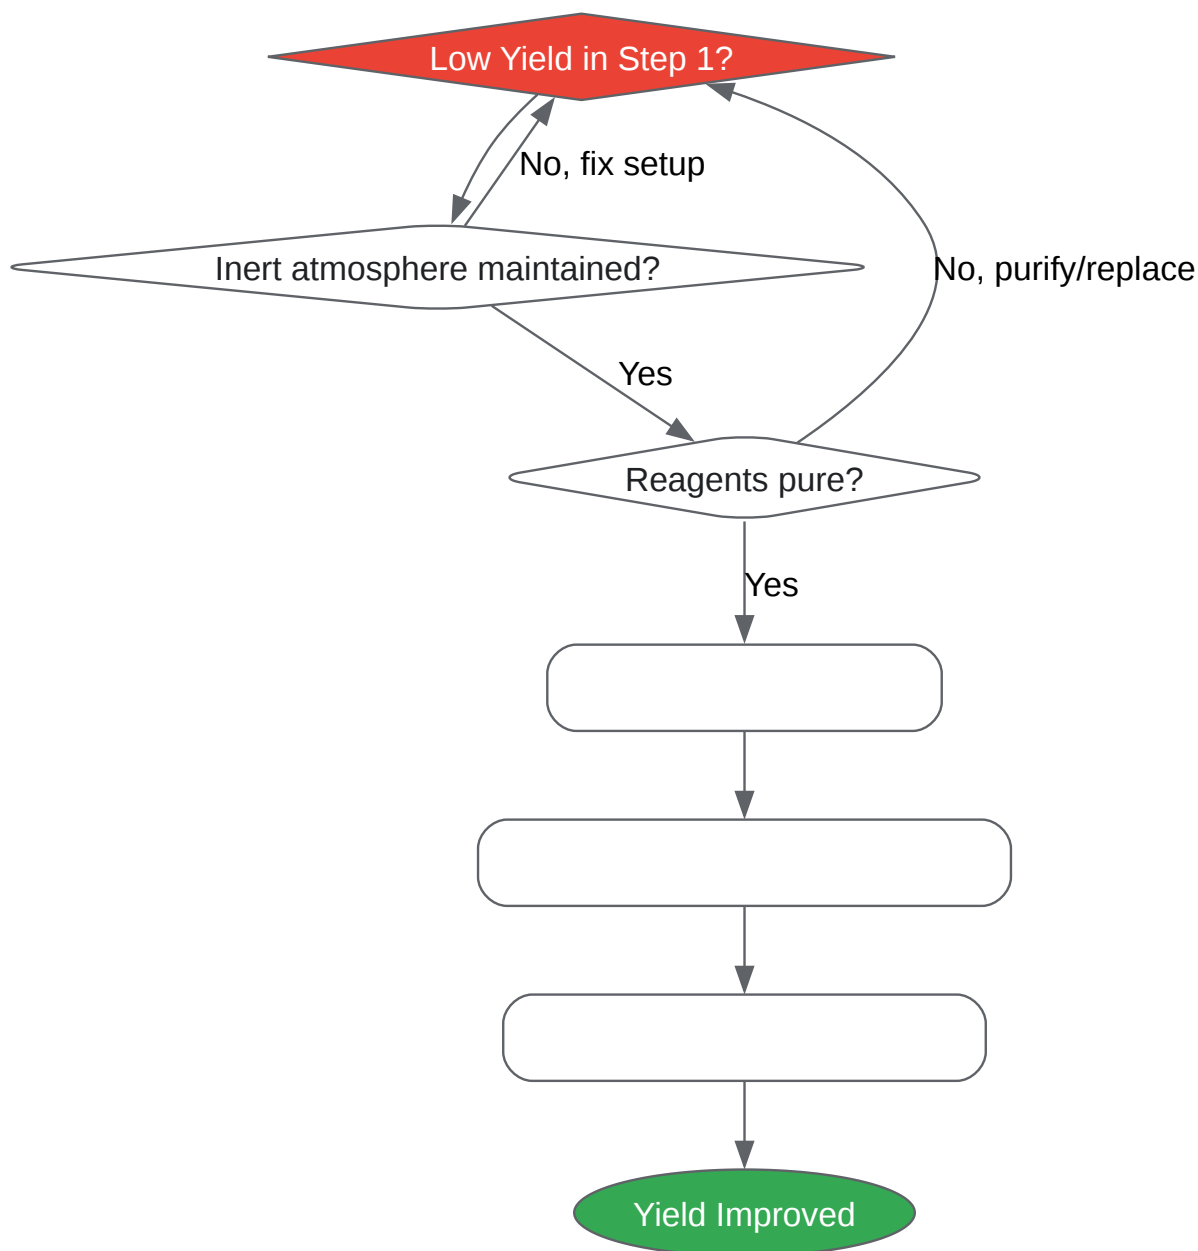 Low Yield in Step 1?
No, fix setup
Inert atmosphere maintained?
No, purify/replace
Yes
Reagents pure?
Yes
Yield Improved